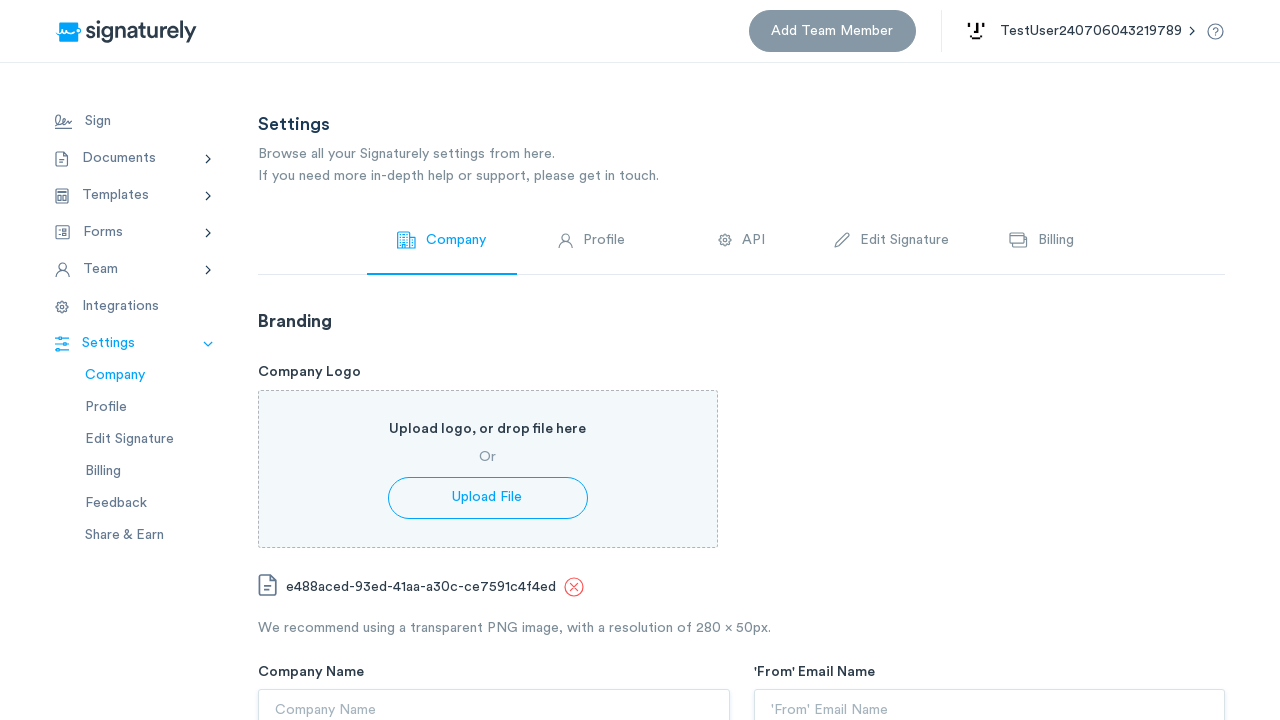 signaturely
Add Team Member
TestUser240706043219789
Sign
Documents
Templates
Forms
Team
Integrations
Settings
Company
Profile
Edit Signature
Billing
Feedback
Share & Earn
Settings
Browse all your Signaturely settings from here.
If you need more in-depth help or support, please get in touch.
Company
Profile
API
Edit Signature
Billing
Branding
Company Logo
Upload logo, or drop file here
Or
Upload File
e488aced-93ed-41aa-a30c-ce7591c4f4ed
We recommend using a transparent PNG image, with a resolution of 280 x 50px.
Company Name
'From' Email Name
Company Name
'From' Email Name